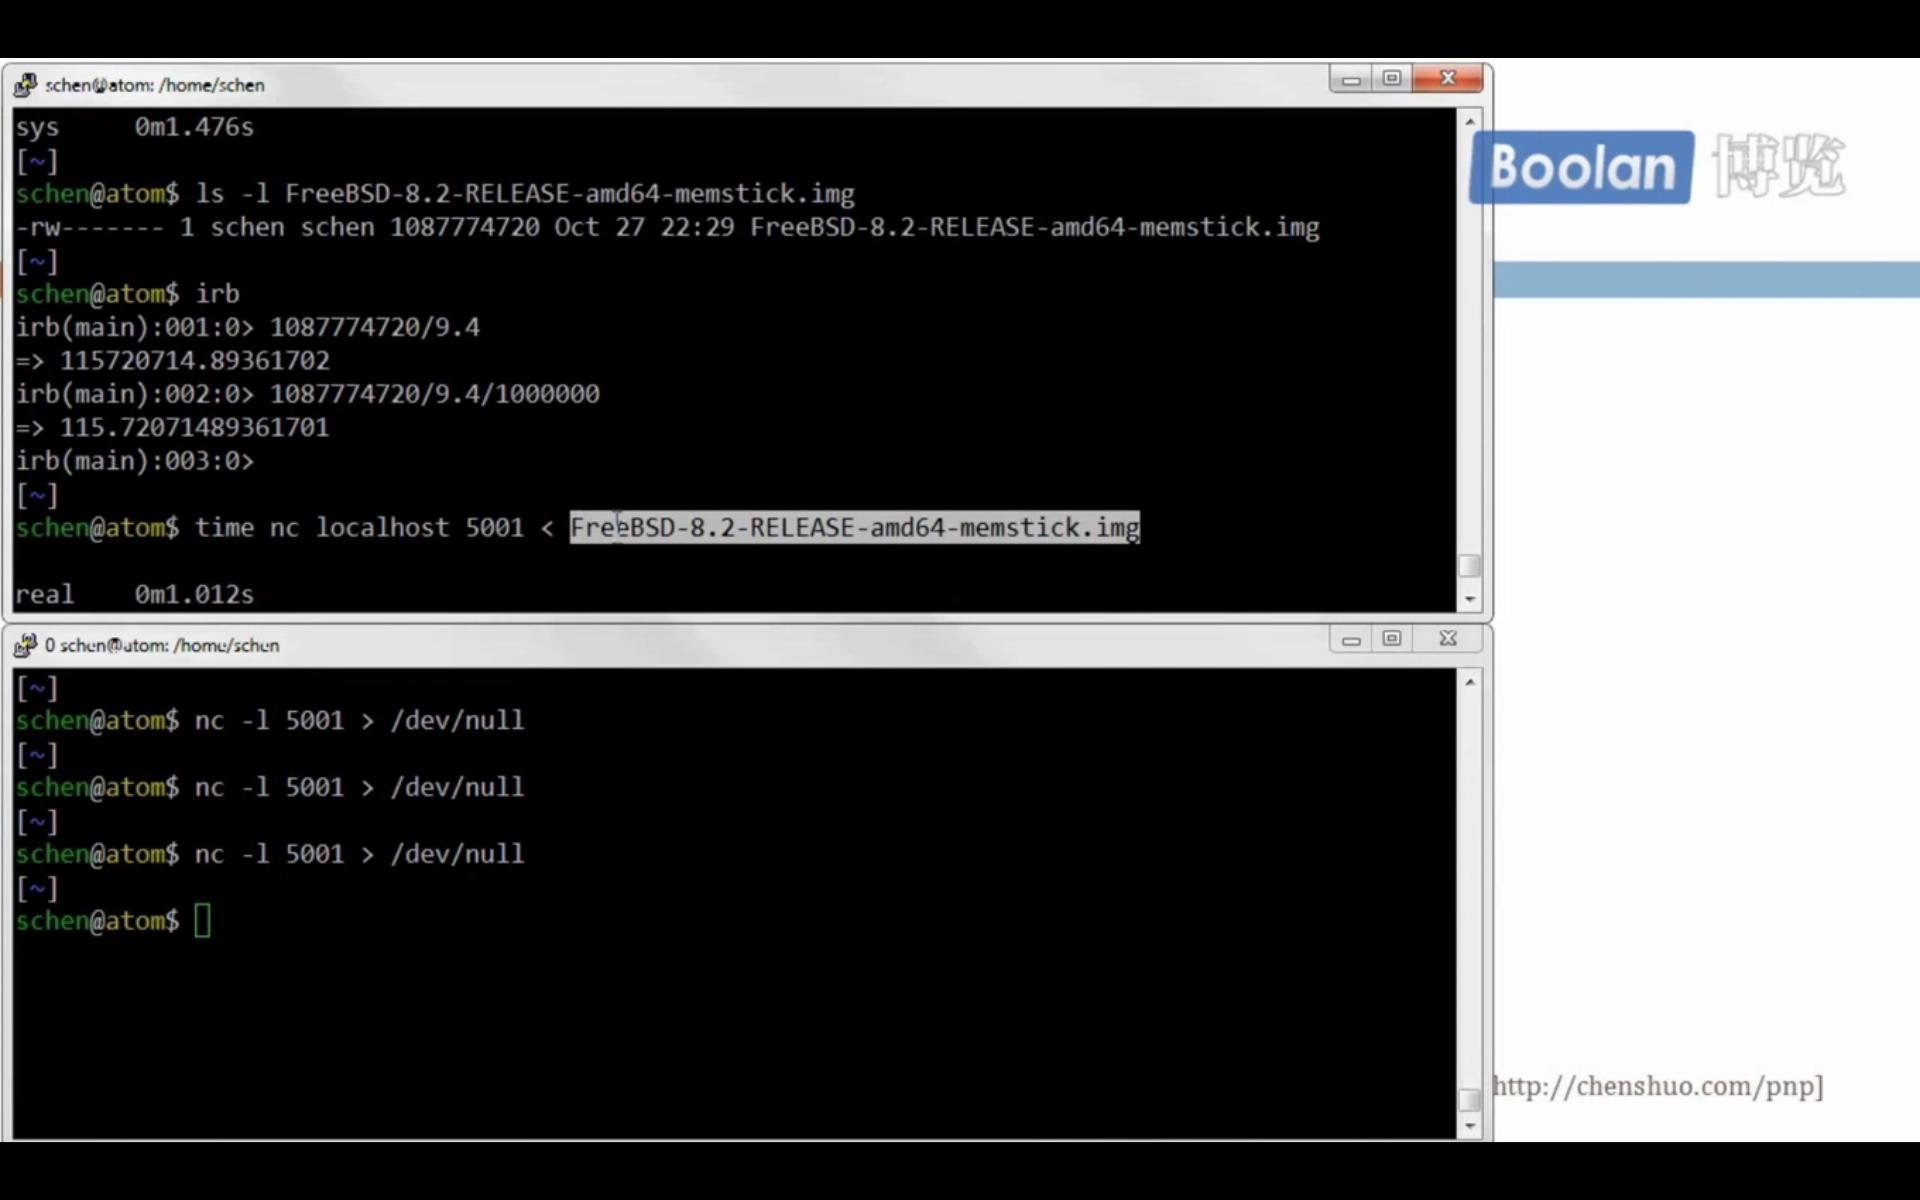 schen@atom: /home/schen
sys     0m1.476s
[~]
schen@atom$ ls -l FreeBSD-8.2-RELEASE-amd64-memstick.img
-rw------- 1 schen schen 1087774720 Oct 27 22:29 FreeBSD-8.2-RELEASE-amd64-memstick.img
[~]
schen@atom$ irb
irb(main):001:0> 1087774720/9.4
=> 115720714.89361702
irb(main):002:0> 1087774720/9.4/1000000
=> 115.72071489361701
irb(main):003:0>
[~]
schen@atom$ time nc localhost 5001 < FreeBSD-8.2-RELEASE-amd64-memstick.img
real    0m1.012s
Boolan 博览
0 schen@atom: /home/schen
[~]
schen@atom$ nc -l 5001 > /dev/null
[~]
schen@atom$ nc -l 5001 > /dev/null
[~]
schen@atom$ nc -l 5001 > /dev/null
[~]
schen@atom$
http://chenshuo.com/pnp]